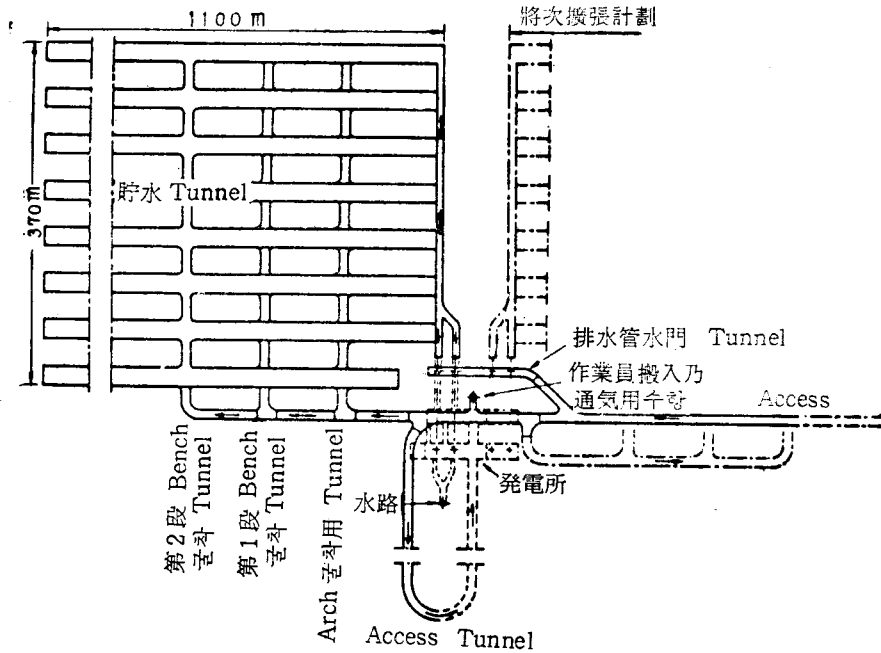 1100 m
將次擴張計劃
370 m
貯水 Tunnel
排水管水門 Tunnel
作業員搬入乃
通気用수항
Access
発電所
水路
第2段 Bench
굴착 Tunnel
第1段 Bench
굴착 Tunnel
Arch 굴착用 Tunnel
Access Tunnel